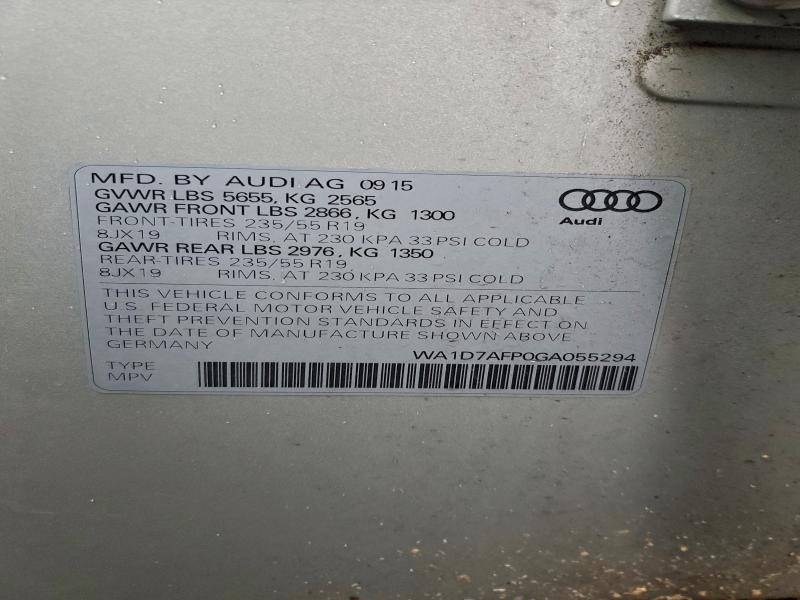 MFD. BY AUDI AG 09 15
GVWR LBS 5655, KG 2565
GAWR FRONT LBS 2866, KG 1300
FRONT-TIRES 235/55 R19
8JX19 RIMS, AT 230 KPA 33 PSI COLD
GAWR REAR LBS 2976, KG 1350
REAR-TIRES 235/55 R19
8JX19 RIMS, AT 230 KPA 33 PSI COLD
Audi
THIS VEHICLE CONFORMS TO ALL APPLICABLE
U.S. FEDERAL MOTOR VEHICLE SAFETY AND
THEFT PREVENTION STANDARDS IN EFFECT ON
THE DATE OF MANUFACTURE SHOWN ABOVE
GERMANY
WA1D7AFP0GA055294
TYPE
MPV